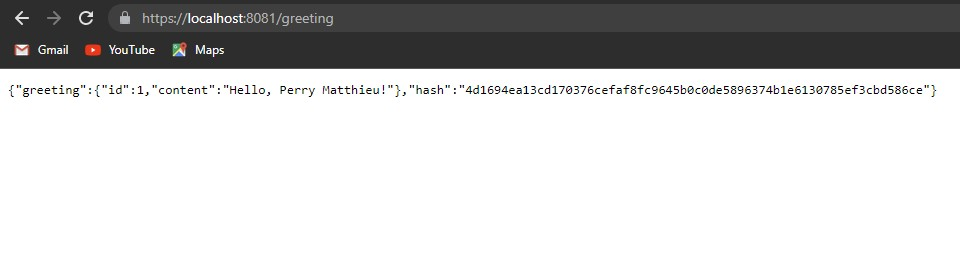 https://localhost:8081/greeting
Gmail YouTube Maps
{"greeting":{"id":1,"content":"Hello, Perry Matthieu!"},"hash":"4d1694ea13cd170376cefaf8fc9645b0c0de5896374b1e6130785ef3cbd586ce"}